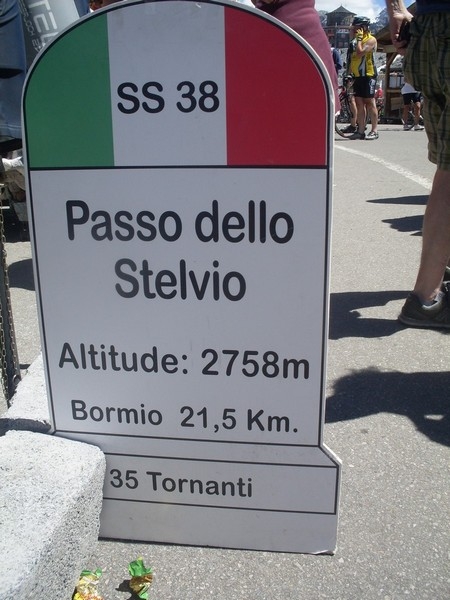 SS 38
Passo dello
Stelvio
Altitude: 2758m
Bormio 21,5 Km.
35 Tornanti